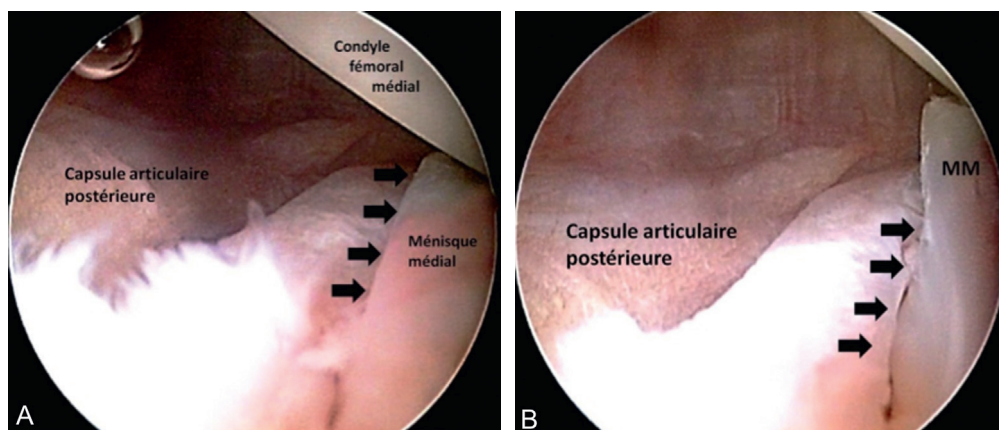 Condyle
fémoral
médial
Capsule articulaire
postérieure
Ménisque
médial
A
MM
Capsule articulaire
postérieure
B